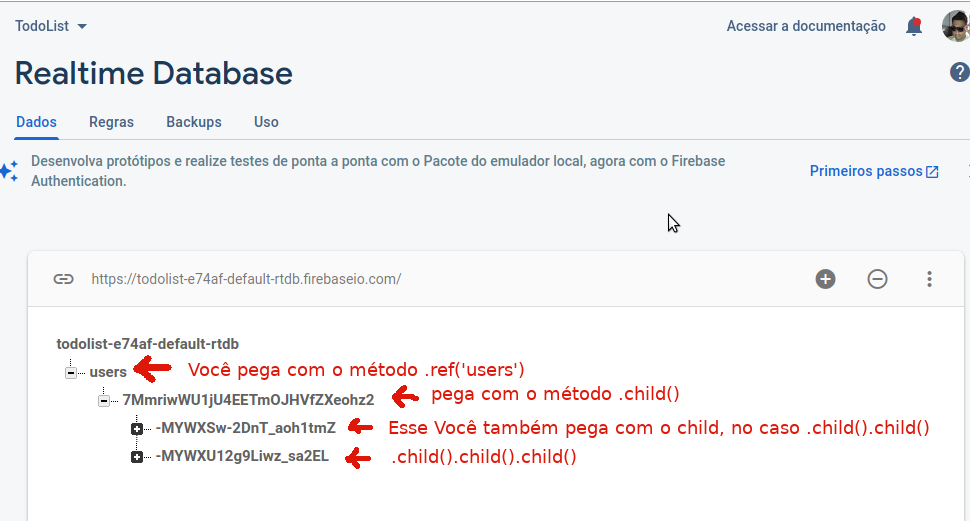 TodoList
Acessar a documentação
Realtime Database
Dados Regras Backups Uso
Desenvolva protótipos e realize testes de ponta a ponta com o Pacote do emulador local, agora com o Firebase
Authentication.
Primeiros passos
https://todolist-e74af-default-rtdb.firebaseio.com/
todolist-e74af-default-rtdb
users Você pega com o método .ref('users')
7MmriwWU1jU4EETmOJHVfZXeohz2 pega com o método .child()
-MYWXSw-2DnT_aoh1tmZ Esse Você também pega com o child, no caso .child().child()
-MYWXU12g9Liwz_sa2EL .child().child().child()